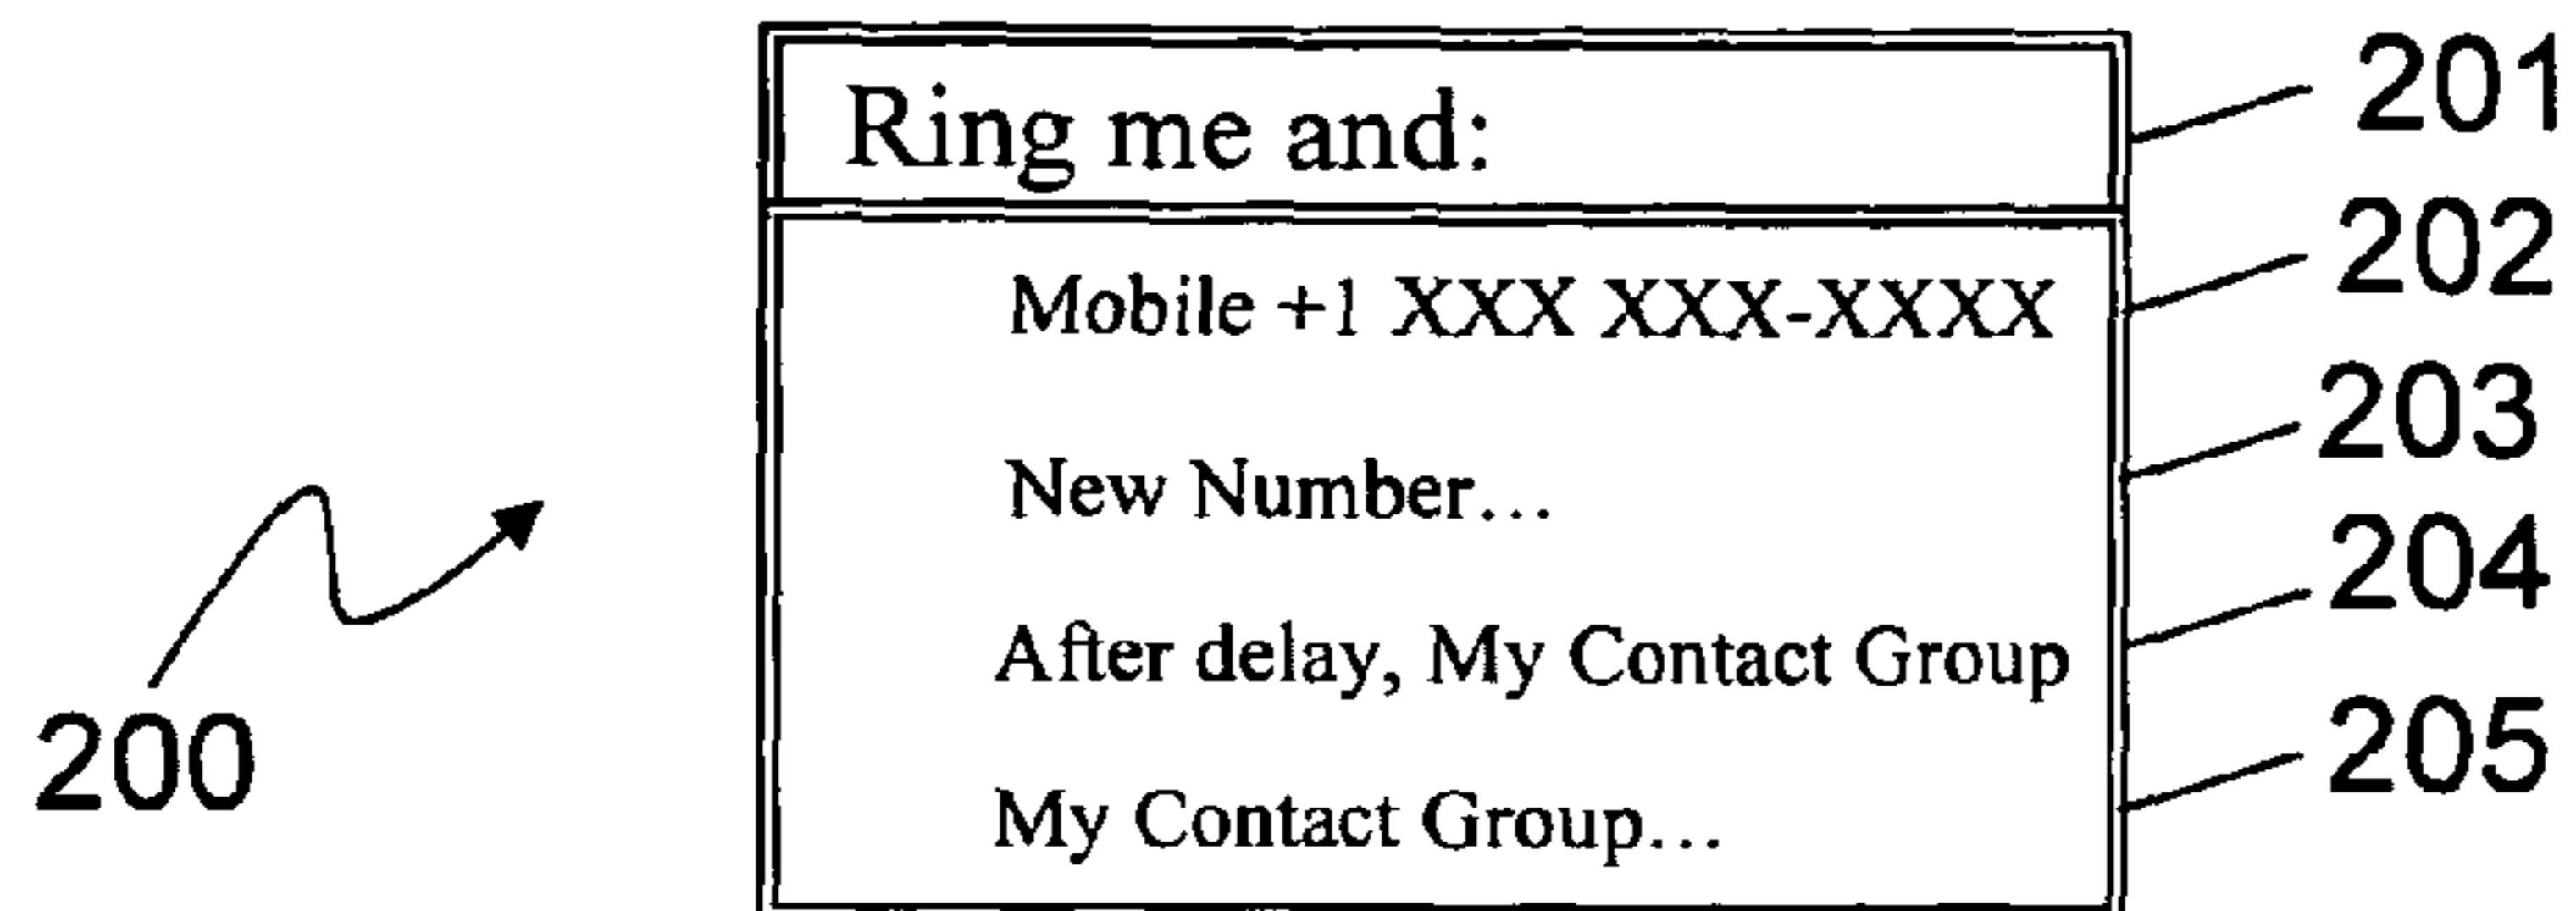 Ring me and: 201
Mobile +1 XXX XXX-XXXX 202
New Number... 203
After delay, My Contact Group 204
My Contact Group... 205
200